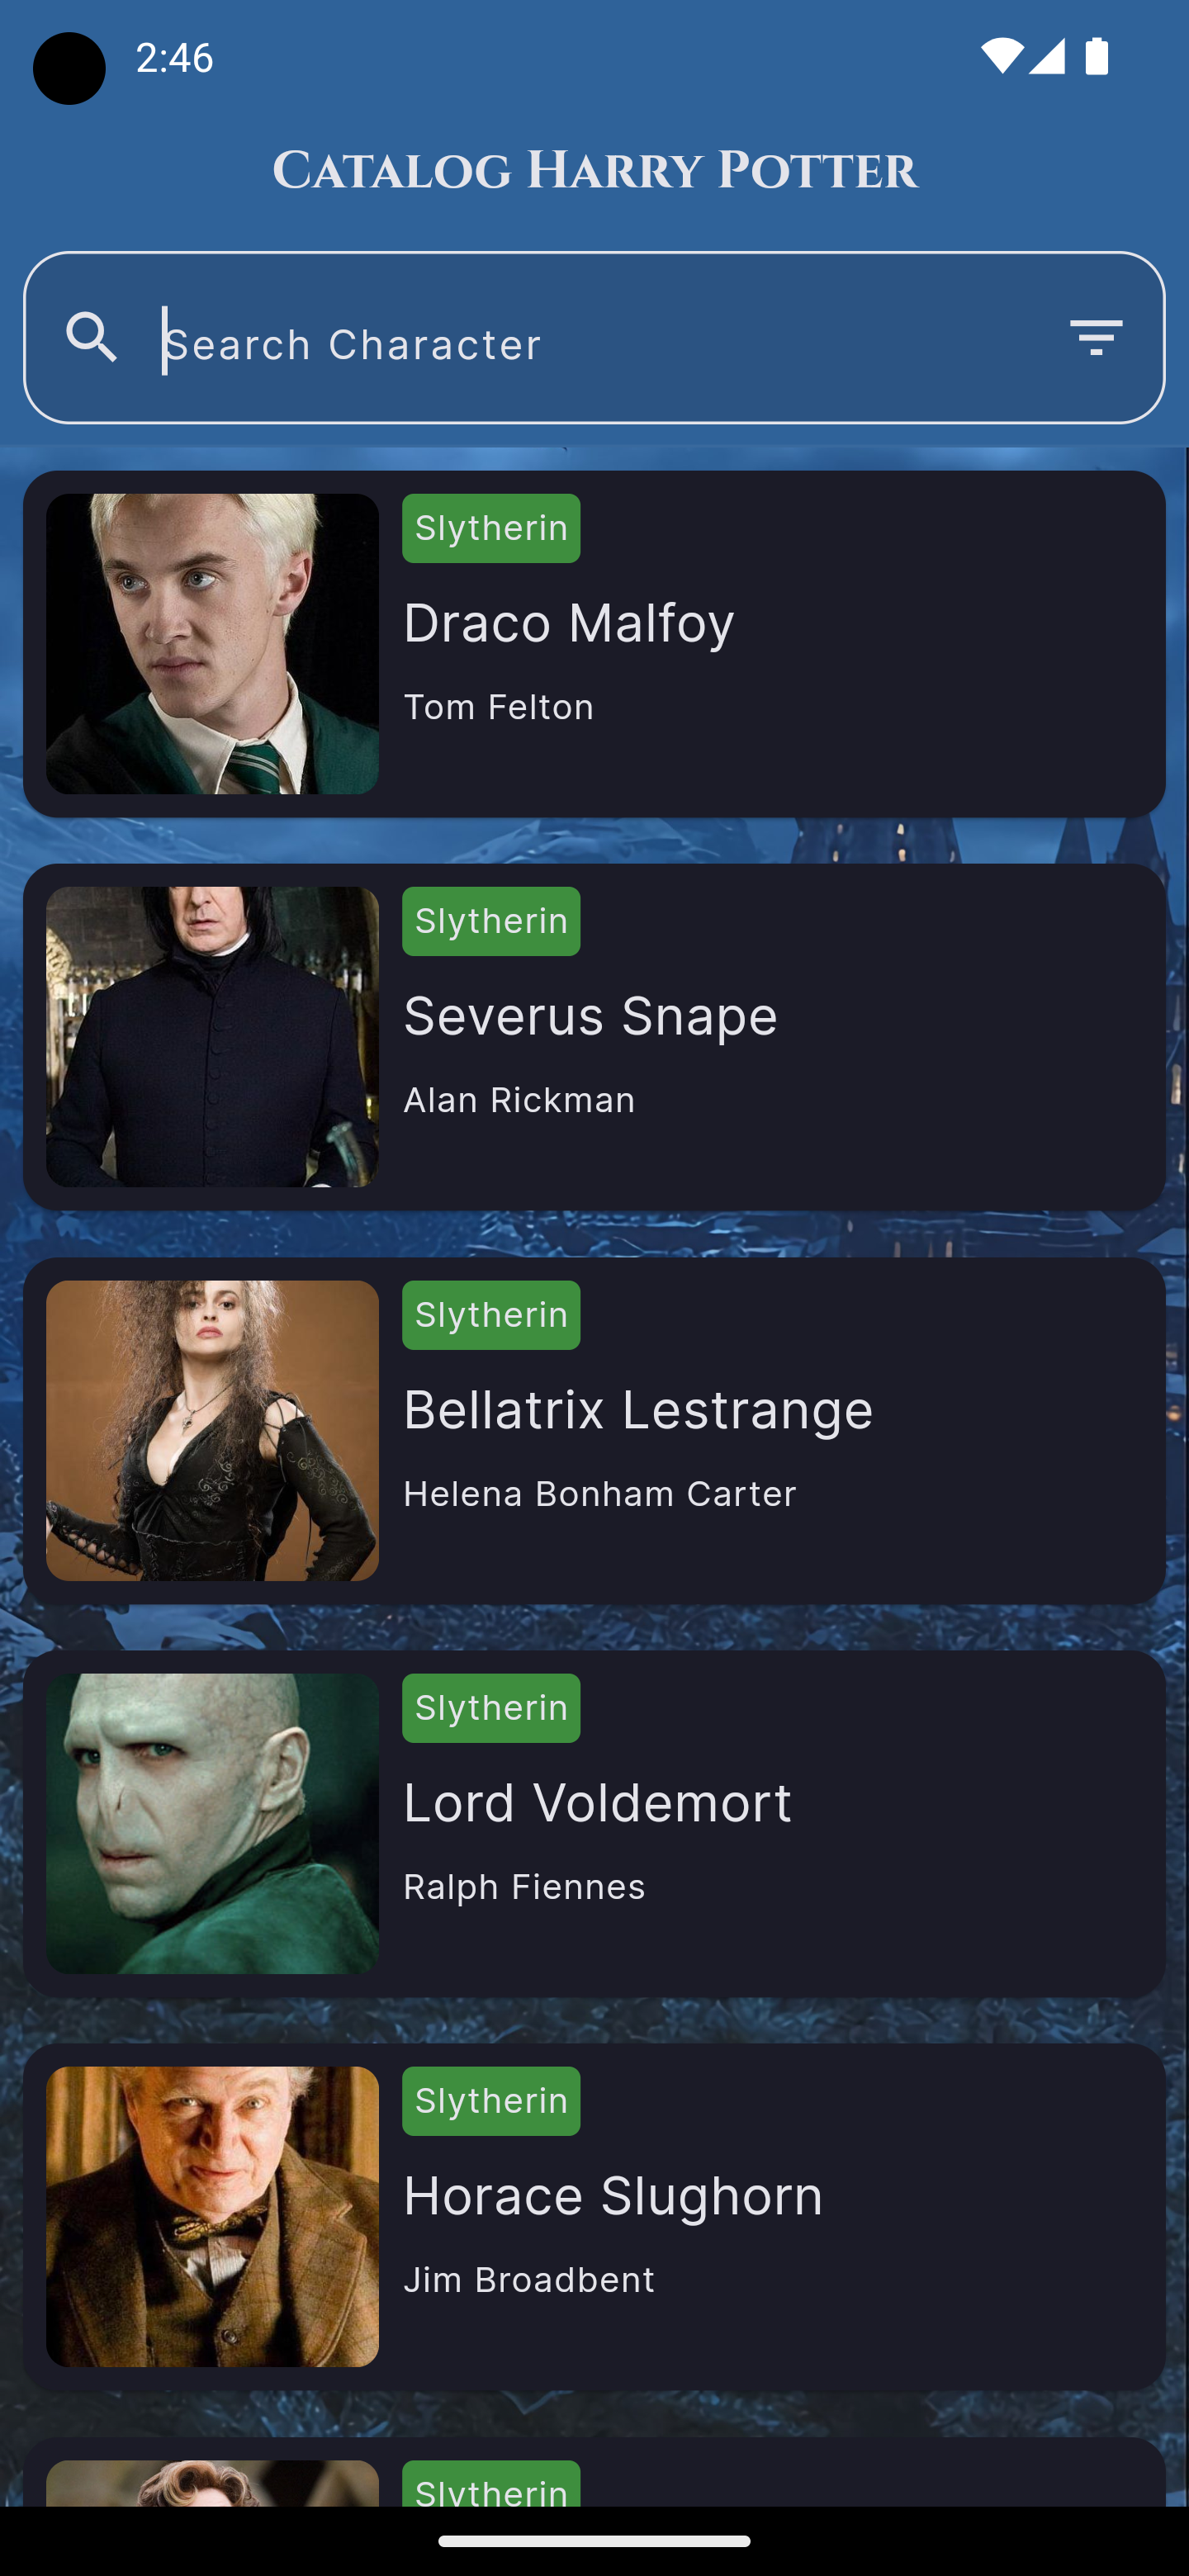 2:46
Catalog Harry Potter
Search Character
Slytherin
Draco Malfoy
Tom Felton
Slytherin
Severus Snape
Alan Rickman
Slytherin
Bellatrix Lestrange
Helena Bonham Carter
Slytherin
Lord Voldemort
Ralph Fiennes
Slytherin
Horace Slughorn
Jim Broadbent
Slytherin